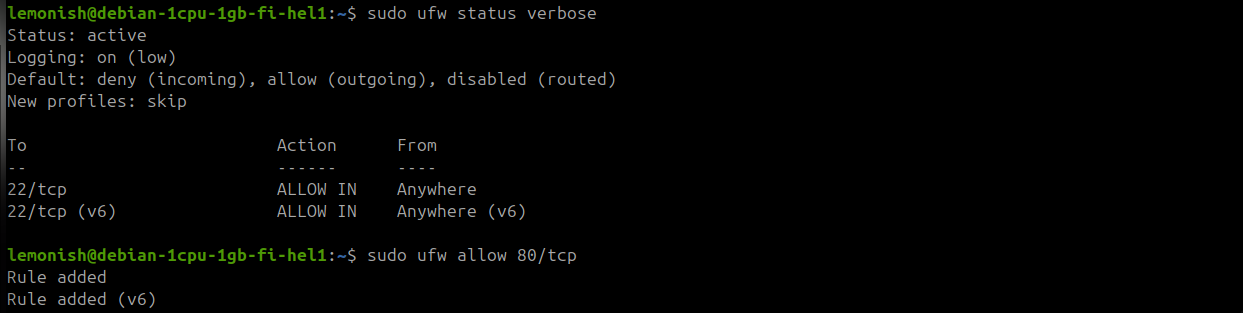 lemonish@debian-1cpu-1gb-fi-hel1:~$ sudo ufw status verbose
Status: active
Logging: on (low)
Default: deny (incoming), allow (outgoing), disabled (routed)
New profiles: skip

To                         Action      From
--                         ------      ----
22/tcp                     ALLOW IN    Anywhere
22/tcp (v6)                ALLOW IN    Anywhere (v6)

lemonish@debian-1cpu-1gb-fi-hel1:~$ sudo ufw allow 80/tcp
Rule added
Rule added (v6)